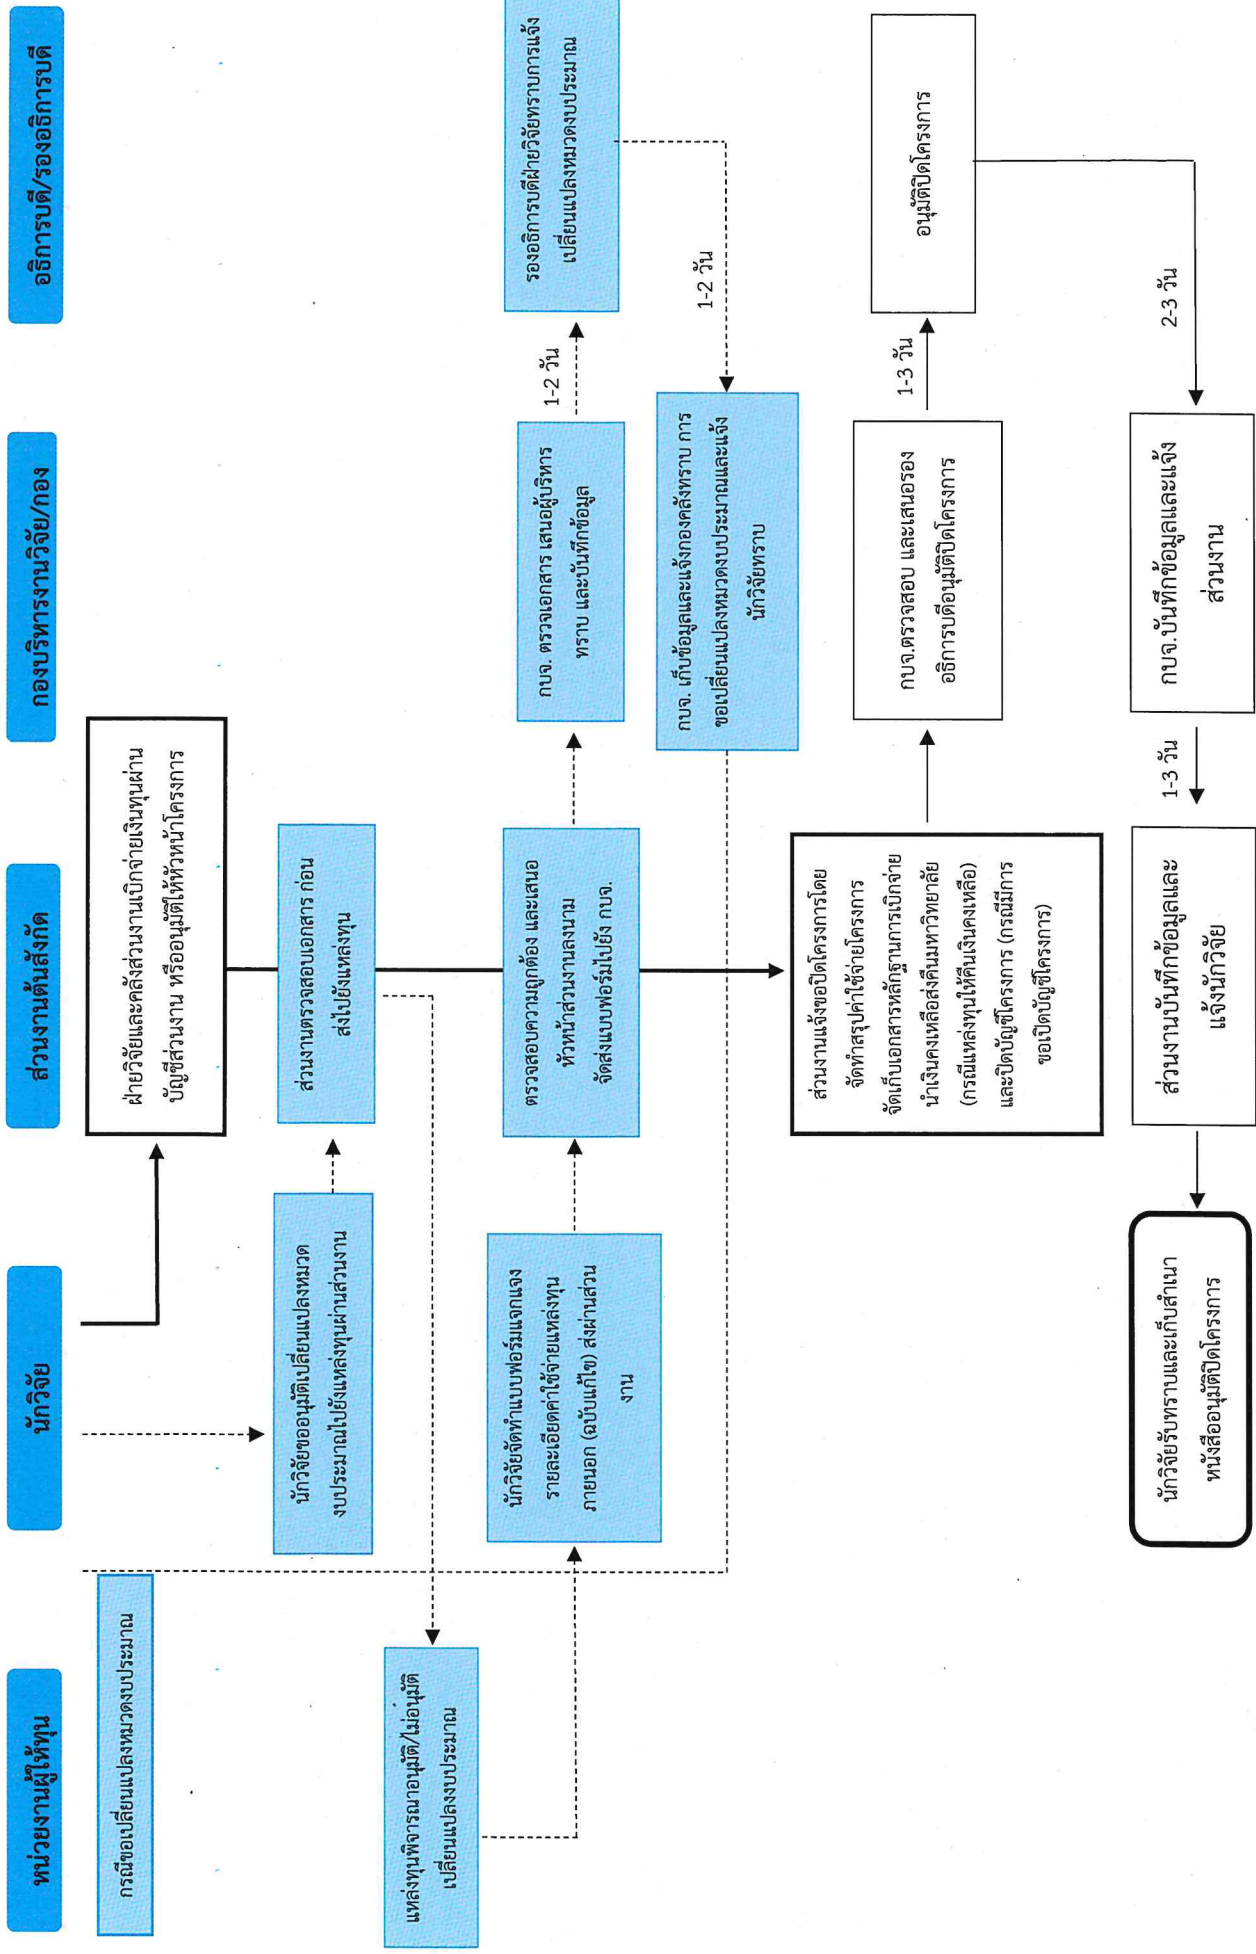 หน่วยงานผู้ให้ทุน
นักวิจัย
ส่วนงานต้นสังกัด
กองบริหารงานวิจัย/กอง
อธิการบดี/รองอธิการบดี
กรณีขอเปลี่ยนแปลงหมวดงบประมาณ
ฝ่ายวิจัยและคลังส่วนงานเบิกจ่ายเงินทุนผ่าน
บัญชีส่วนงาน หรืออนุมัติให้หัวหน้าโครงการ
นักวิจัยขออนุมัติเปลี่ยนแปลงหมวด
งบประมาณไปยังแหล่งทุนผ่านส่วนงาน
ส่วนงานตรวจสอบเอกสาร ก่อน
ส่งไปยังแหล่งทุน
แหล่งทุนพิจารณาอนุมัติ/ไม่อนุมัติ
เปลี่ยนแปลงงบประมาณ
นักวิจัยจัดทำแบบฟอร์มแจกแจง
รายละเอียดค่าใช้จ่ายแหล่งทุน
ภายนอก (ฉบับแก้ไข) ส่งผ่านส่วน
งาน
ตรวจสอบความถูกต้อง และเสนอ
หัวหน้าส่วนงานลงนาม
จัดส่งแบบฟอร์มไปยัง กบจ.
กบจ. ตรวจเอกสาร เสนอผู้บริหาร
ทราบ และบันทึกข้อมูล
1-2 วัน
รองอธิการบดีฝ่ายวิจัยทราบการแจ้ง
เปลี่ยนแปลงหมวดงบประมาณ
1-2 วัน
กบจ. เก็บข้อมูลและแจ้งกองคลังทราบ การ
ขอเปลี่ยนแปลงหมวดงบประมาณและแจ้ง
นักวิจัยทราบ
ส่วนงานแจ้งขอปิดโครงการโดย
จัดทำสรุปค่าใช้จ่ายโครงการ
จัดเก็บเอกสารหลักฐานการเบิกจ่าย
นำเงินคงเหลือส่งคืนมหาวิทยาลัย
(กรณีแหล่งทุนให้คืนเงินคงเหลือ)
และปิดบัญชีโครงการ (กรณีมีการ
ขอเปิดบัญชีโครงการ)
กบจ.ตรวจสอบ และเสนอรอง
อธิการบดีอนุมัติปิดโครงการ
1-3 วัน
อนุมัติปิดโครงการ
2-3 วัน
กบจ.บันทึกข้อมูลและแจ้ง
ส่วนงาน
1-3 วัน
ส่วนงานบันทึกข้อมูลและ
แจ้งนักวิจัย
นักวิจัยรับทราบและเก็บสำเนา
หนังสืออนุมัติปิดโครงการ